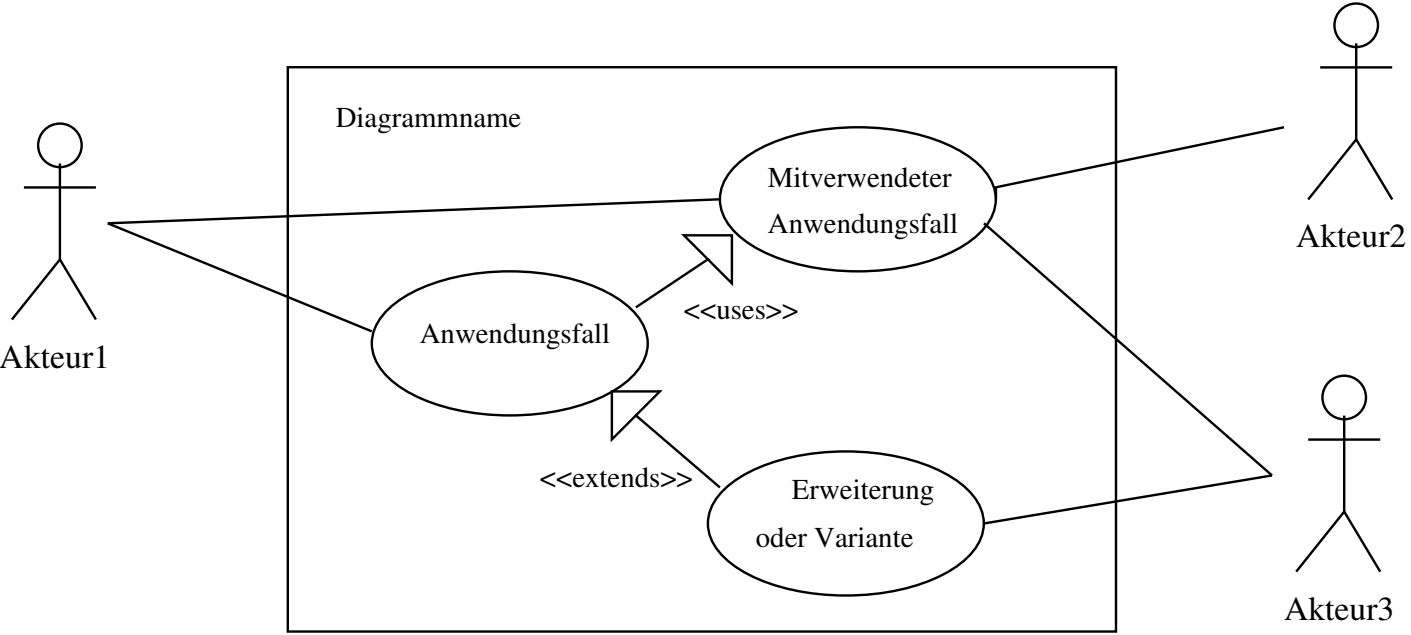 Diagrammname
Mitverwendeter
Anwendungsfall
Akteur2
<<uses>>
Anwendungsfall
Akteur1
<<extends>>
Erweiterung
oder Variante
Akteur3